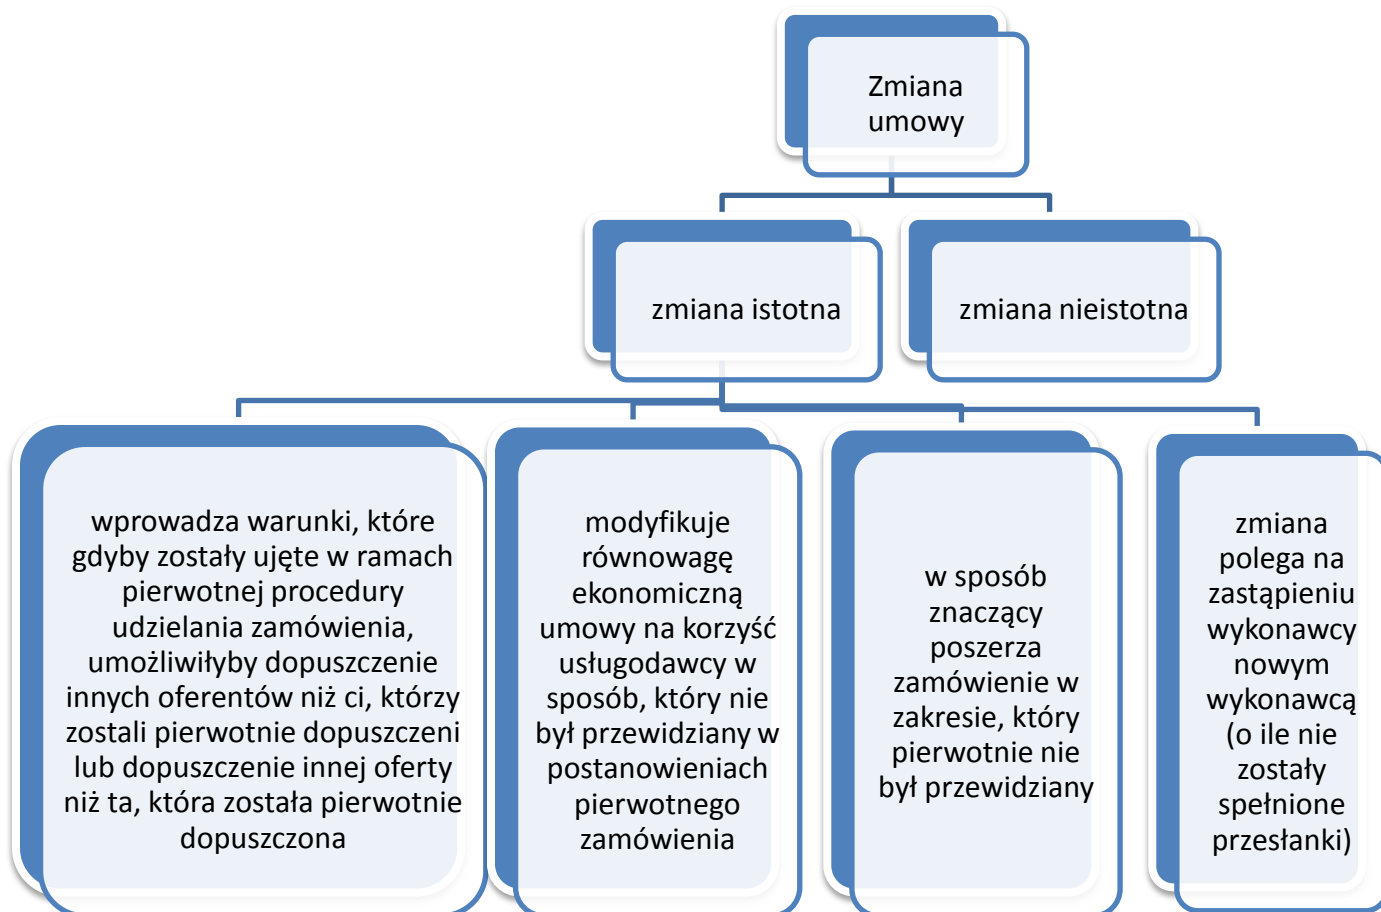 Zmiana
umowy
zmiana istotna
zmiana nieistotna
wprowadza warunki, które
gdyby zostały ujęte w ramach
pierwotnej procedury
udzielania zamówienia,
umożliwiłyby dopuszczenie
innych oferentów niż ci, którzy
zostali pierwotnie dopuszczeni
lub dopuszczenie innej oferty
niż ta, która została pierwotnie
dopuszczona
modyfikuje
równowagę
ekonomiczną
umowy na korzyść
usługodawcy w
sposób, który nie
był przewidziany w
postanowieniach
pierwotnego
zamówienia
w sposób
znaczący
poszerza
zamówienie w
zakresie, który
pierwotnie nie
był przewidziany
zmiana
polega na
zastąpieniu
wykonawcy
nowym
wykonawcą
(o ile nie
zostały
spełnione
przesłanki)